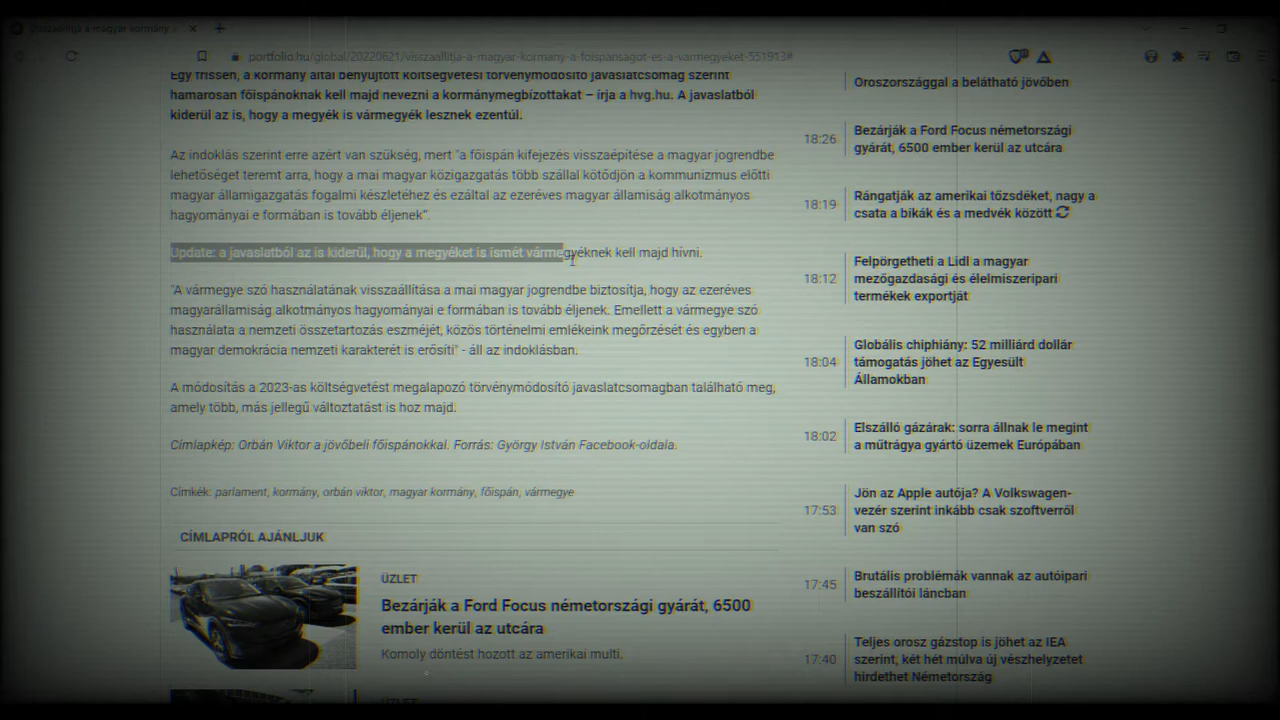 Visszaállítja a magyar kormány
portfolio.hu/global/20220621/visszaallitja-a-magyar-kormany-a-foispansagot-es-a-varmegyeket-551913#
Egy frissen, a kormány által benyújtott költségvetési törvénymódosító javaslatcsomag szerint
hamarosan főispánoknak kell majd nevezni a kormánymegbízottakat – írja a hvg.hu. A javaslatból
kiderül az is, hogy a megyék is vármegyék lesznek ezentúl.
Az indoklás szerint erre azért van szükség, mert "a főispán kifejezés visszaépítése a magyar jogrendbe
lehetőséget teremt arra, hogy a mai magyar közigazgatás több szállal kötődjön a kommunizmus előtti
magyar államigazgatás fogalmi készletéhez és ezáltal az ezeréves magyar államiság alkotmányos
hagyományai e formában is tovább éljenek".
Update: a javaslatból az is kiderül, hogy a megyéket is ismét vármegyéknek kell majd hívni.
"A vármegye szó használatának visszaállítása a mai magyar jogrendbe biztosítja, hogy az ezeréves
magyarállamiság alkotmányos hagyományai e formában is tovább éljenek. Emellett a vármegye szó
használata a nemzeti összetartozás eszméjét, közös történelmi emlékeink megőrzését és egyben a
magyar demokrácia nemzeti karakterét is erősíti" - áll az indoklásban.
A módosítás a 2023-as költségvetést megalapozó törvénymódosító javaslatcsomagban található meg,
amely több, más jellegű változtatást is hoz majd.
Címlapkép: Orbán Viktor a jövőbeli főispánokkal. Forrás: György István Facebook-oldala.
Címkék: parlament, kormány, orbán viktor, magyar kormány, főispán, vármegye
CÍMLAPRÓL AJÁNLJUK
ÜZLET
Bezárják a Ford Focus németországi gyárát, 6500
ember kerül az utcára
Komoly döntést hozott az amerikai multi.
ÜZLET
Oroszországgal a belátható jövőben
18:26
Bezárják a Ford Focus németországi
gyárát, 6500 ember kerül az utcára
18:19
Rángatják az amerikai tőzsdéket, nagy a
csata a bikák és a medvék között
18:12
Felpörgetheti a Lidl a magyar
mezőgazdasági és élelmiszeripari
termékek exportját
18:04
Globális chiphiány: 52 milliárd dollár
támogatás jöhet az Egyesült
Államokban
18:02
Elszálló gázárak: sorra állnak le megint
a műtrágya gyártó üzemek Európában
17:53
Jön az Apple autója? A Volkswagen-
vezér szerint inkább csak szoftverről
van szó
17:45
Brutális problémák vannak az autóipari
beszállítói láncban
17:40
Teljes orosz gázstop is jöhet az IEA
szerint, két hét múlva új vészhelyzetet
hirdethet Németország